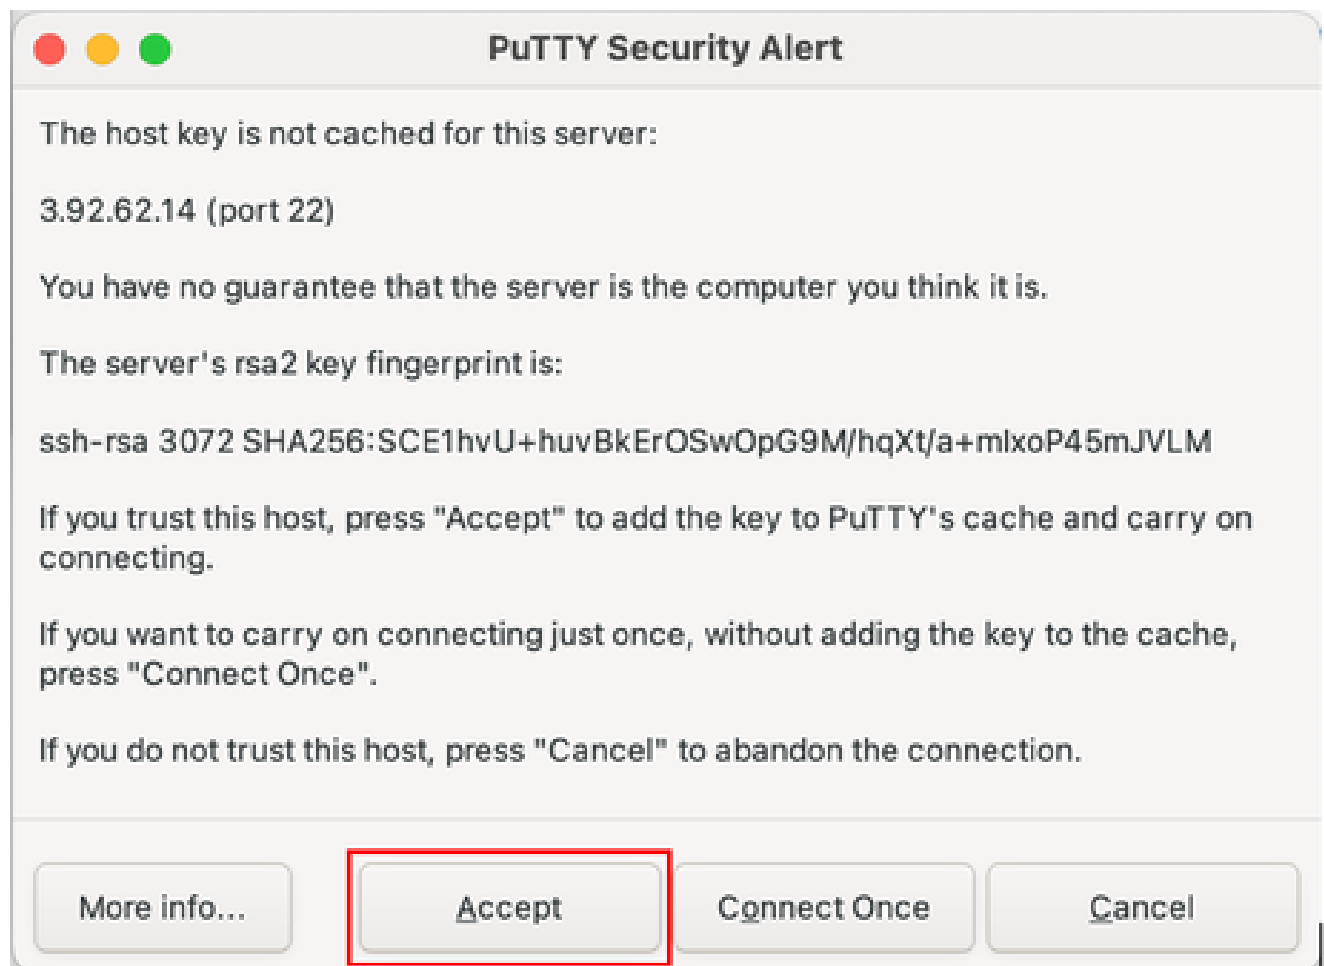 PuTTY Security Alert
The host key is not cached for this server:
3.92.62.14 (port 22)
You have no guarantee that the server is the computer you think it is.
The server's rsa2 key fingerprint is:
ssh-rsa 3072 SHA256:SCE1hvU+huvBkErOSwOpG9M/hqXt/a+mIxoP45mJVLM
If you trust this host, press "Accept" to add the key to PuTTY's cache and carry on
connecting.
If you want to carry on connecting just once, without adding the key to the cache,
press "Connect Once".
If you do not trust this host, press "Cancel" to abandon the connection.
More info...
Accept
Connect Once
Cancel